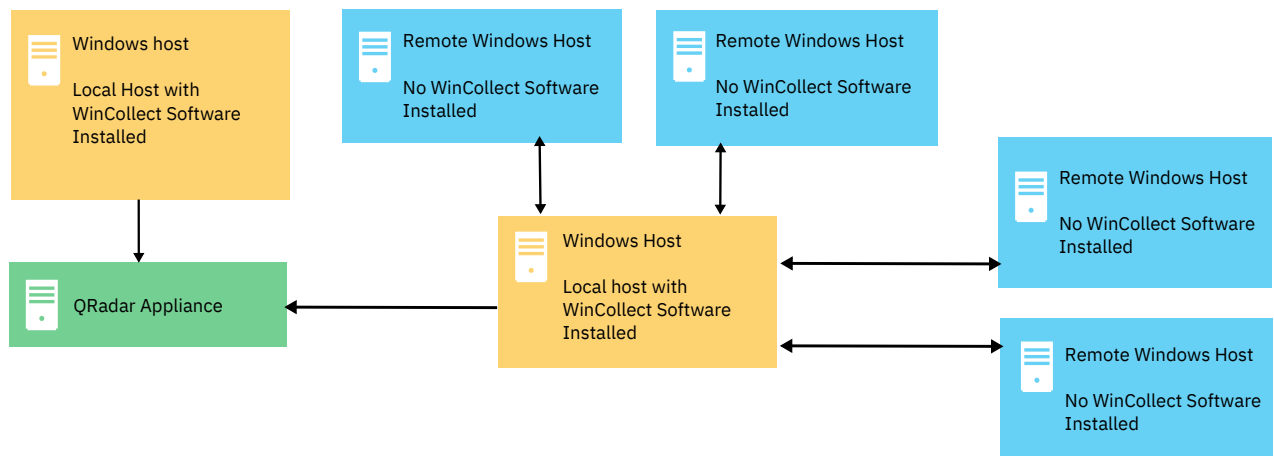 Windows host
Local Host with
WinCollect Software
Installed
Remote Windows Host
No WinCollect Software
Installed
Remote Windows Host
No WinCollect Software
Installed
Remote Windows Host
No WinCollect Software
Installed
Windows Host
Local host with
WinCollect Software
Installed
QRadar Appliance
Remote Windows Host
No WinCollect Software
Installed